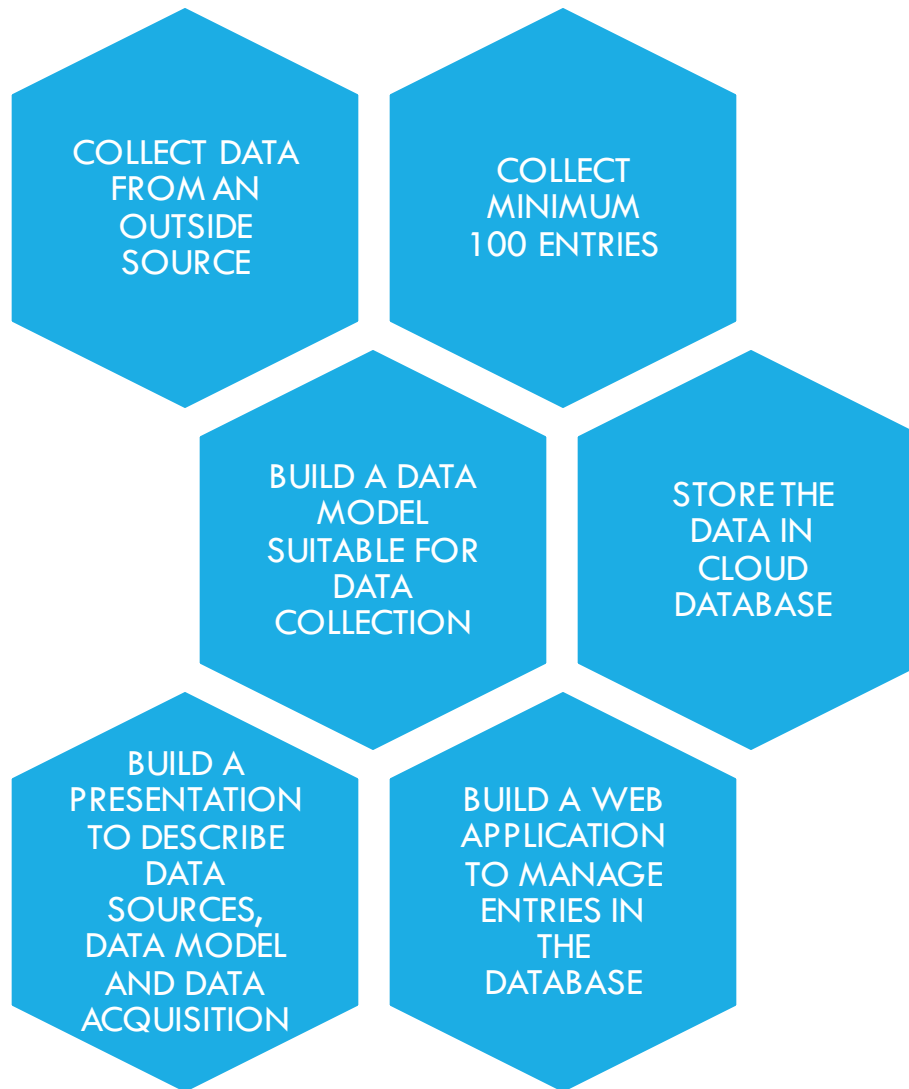 COLLECT DATA
FROM AN
OUTSIDE
SOURCE
COLLECT
MINIMUM
100 ENTRIES
BUILD A DATA
MODEL
SUITABLE FOR
DATA
COLLECTION
STORE THE
DATA IN
CLOUD
DATABASE
BUILD A
PRESENTATION
TO DESCRIBE
DATA
SOURCES,
DATA MODEL
AND DATA
ACQUISITION
BUILD A WEB
APPLICATION
TO MANAGE
ENTRIES IN
THE
DATABASE